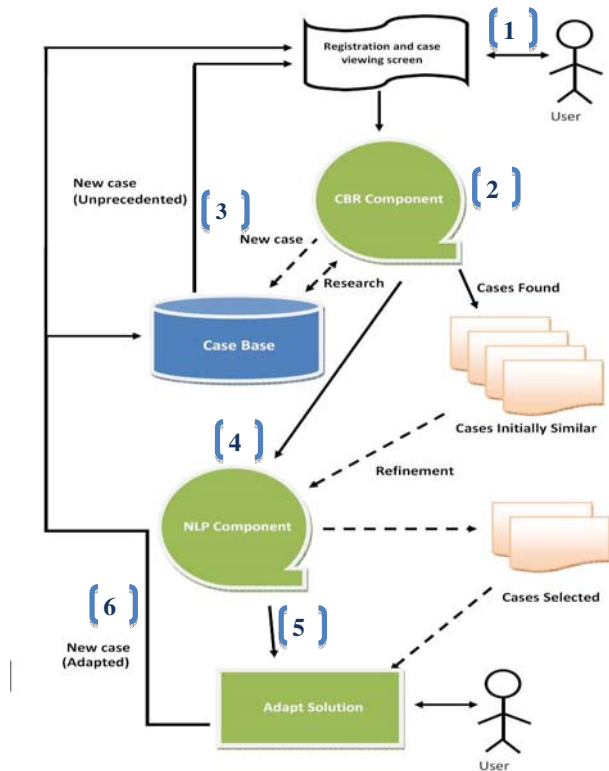 [1]
Registration and case
viewing screen
User
New case
(Unprecedented)
[3]
[2]
CBR Component
New case
Research
Cases Found
Case Base
Cases Initially Similar
[4]
Refinement
NLP Component
Cases Selected
[6]
[5]
New case
(Adapted)
Adapt Solution
User